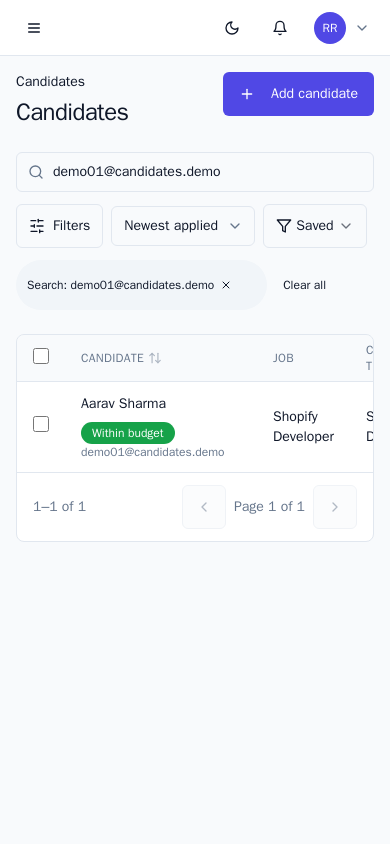 RR
Candidates
Candidates
Add candidate
demo01@candidates.demo
Filters
Newest applied
Saved
Search: demo01@candidates.demo
Clear all
CANDIDATE
JOB
C
T
Aarav Sharma
Within budget
demo01@candidates.demo
Shopify
Developer
S
D
1–1 of 1
Page 1 of 1